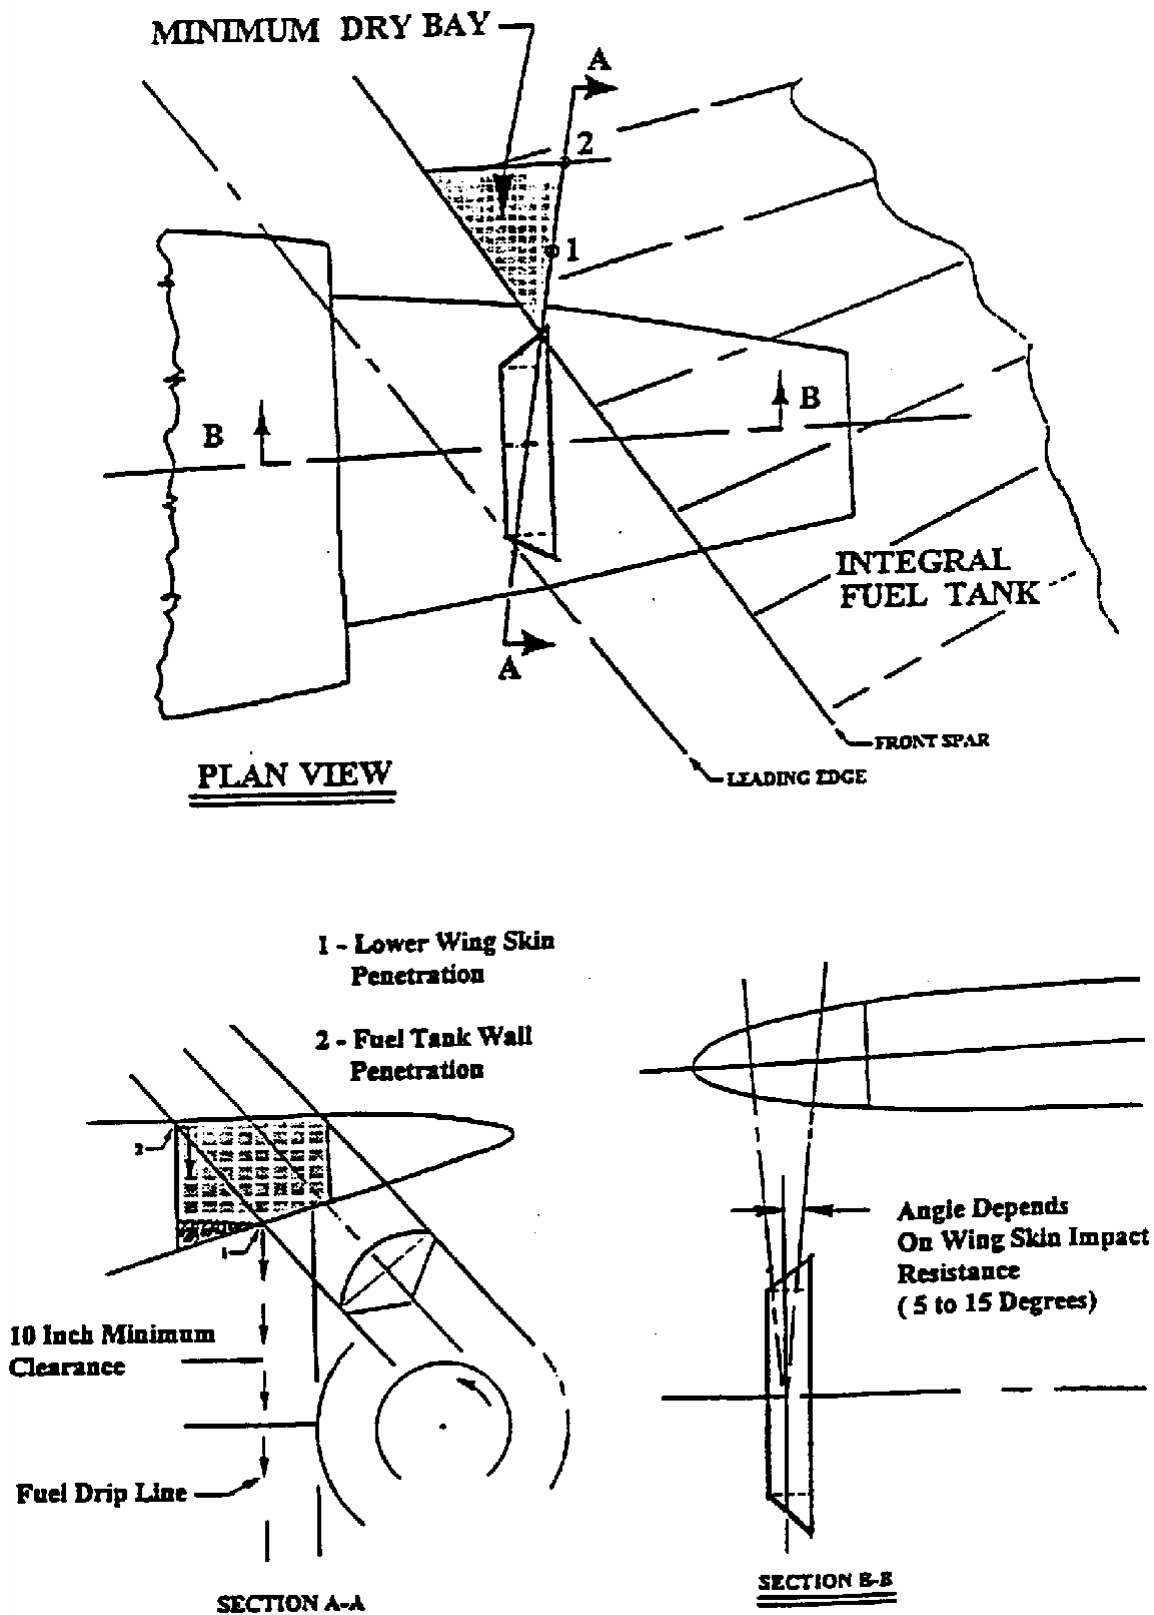 MINIMUM DRY BAY
A
2
1
B
B
INTEGRAL
FUEL TANK
A
FRONT SPAR
LEADING EDGE
PLAN VIEW
1 - Lower Wing Skin
Penetration
2 - Fuel Tank Wall
Penetration
2
1
Angle Depends
On Wing Skin Impact
Resistance
( 5 to 15 Degrees)
10 Inch Minimum
Clearance
Fuel Drip Line
SECTION A-A
SECTION B-B